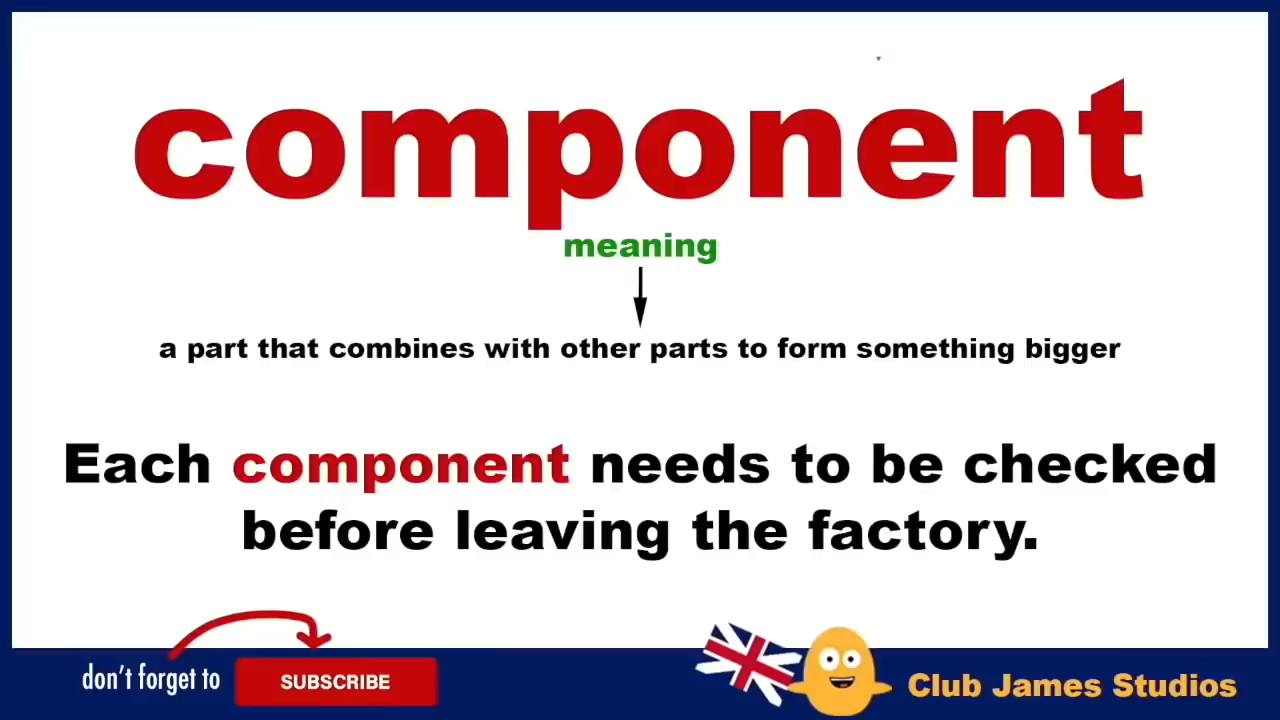 component
meaning
a part that combines with other parts to form something bigger
Each component needs to be checked
before leaving the factory.
don't forget to SUBSCRIBE
Club James Studios